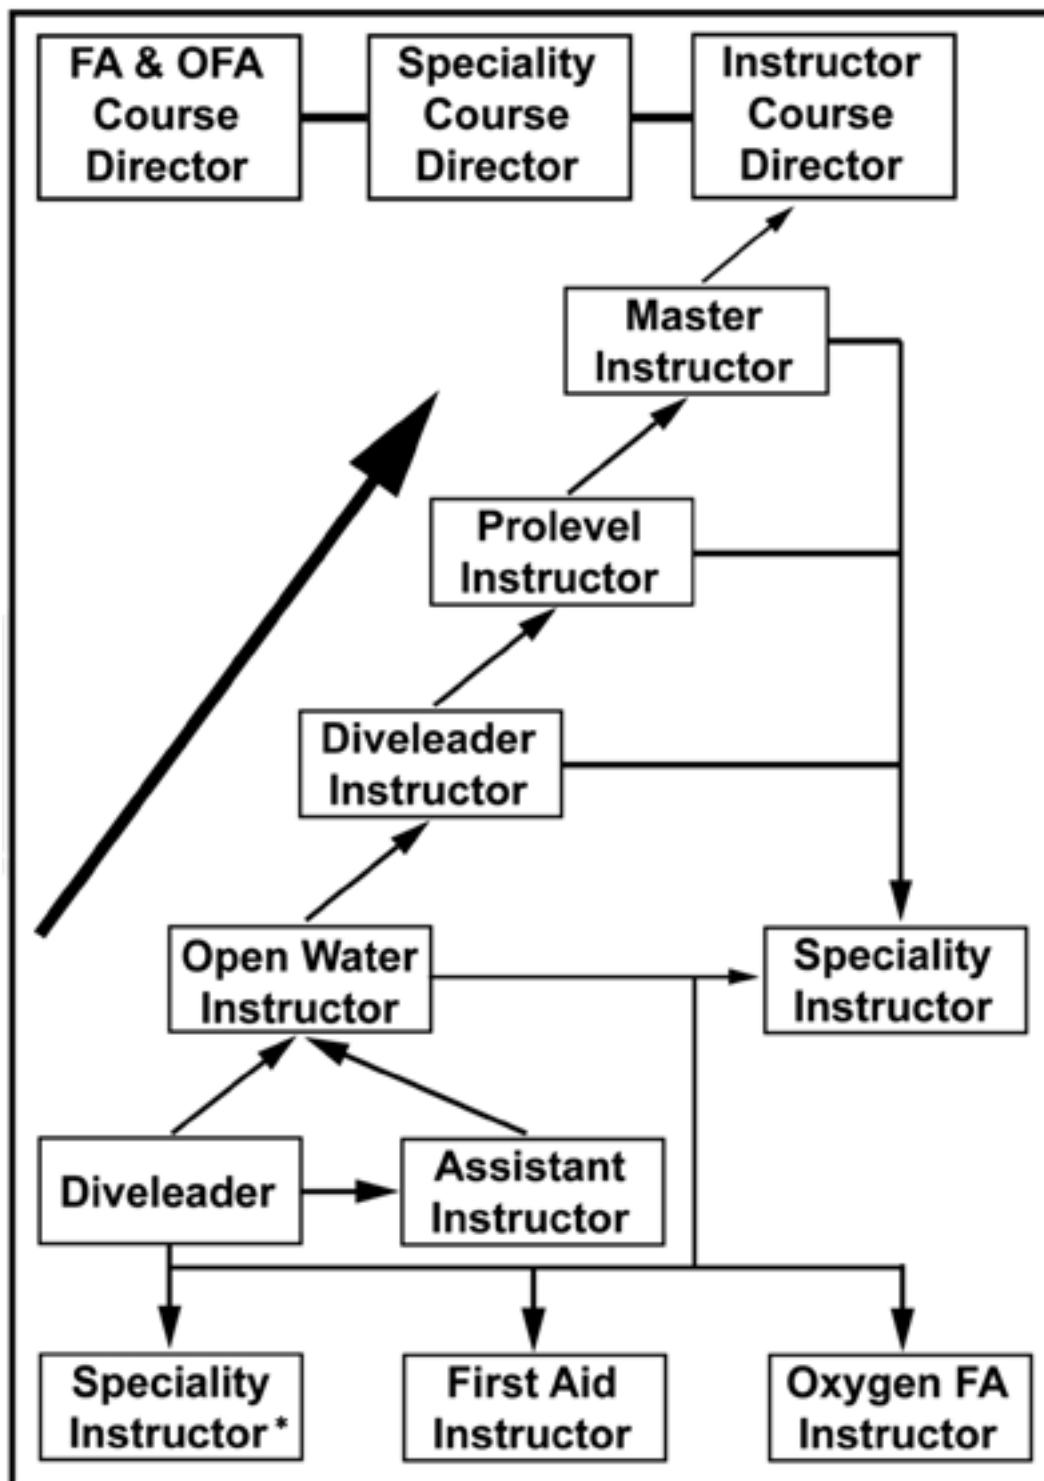 FA & OFA
Course
Director
Speciality
Course
Director
Instructor
Course
Director
Master
Instructor
Prolevel
Instructor
Diveleader
Instructor
Open Water
Instructor
Speciality
Instructor
Diveleader
Assistant
Instructor
Speciality
Instructor*
First Aid
Instructor
Oxygen FA
Instructor